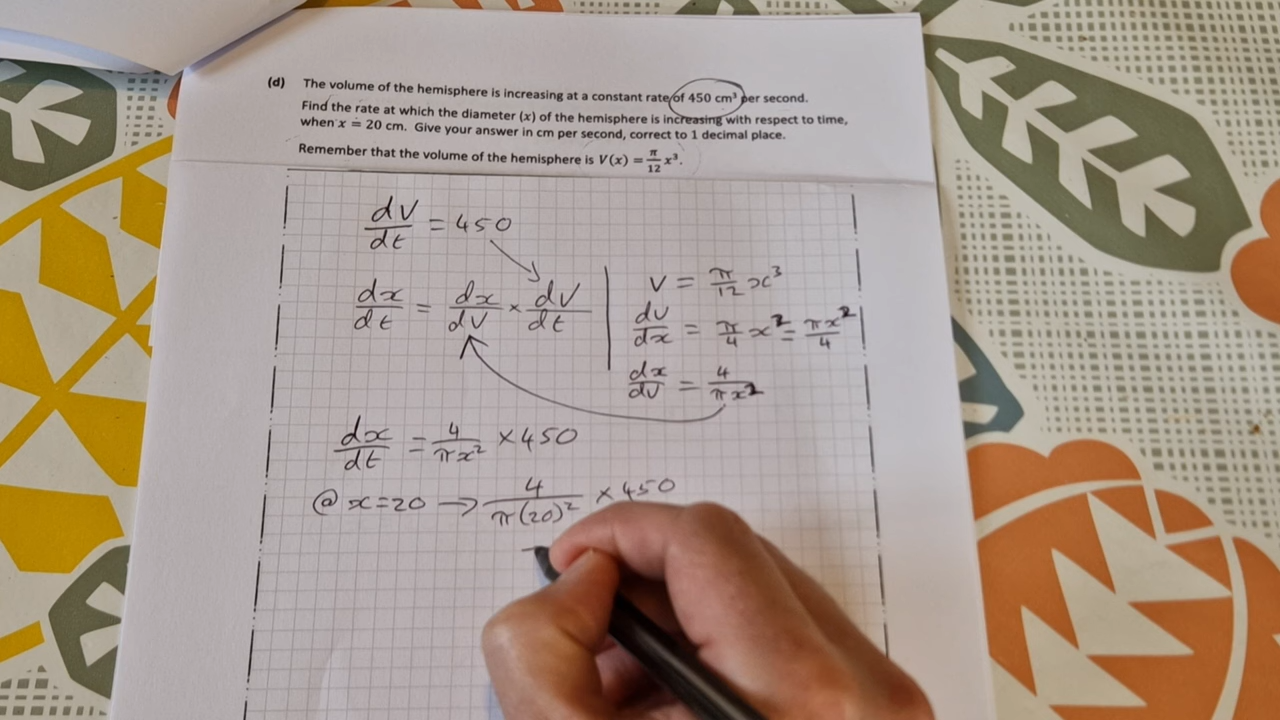 (d) The volume of the hemisphere is increasing at a constant rate of 450 cm³ per second.
Find the rate at which the diameter (x) of the hemisphere is increasing with respect to time,
when x = 20 cm. Give your answer in cm per second, correct to 1 decimal place.
Remember that the volume of the hemisphere is V(x) = π/12 x³.
dV/dt = 450
dx/dt = dx/dV × dV/dt
V = π/12 x³
dV/dx = π/4 x² = πx²/4
dx/dV = 4/πx²
dx/dt = 4/πx² × 450
@ x=20 → 4/π(20)² × 450